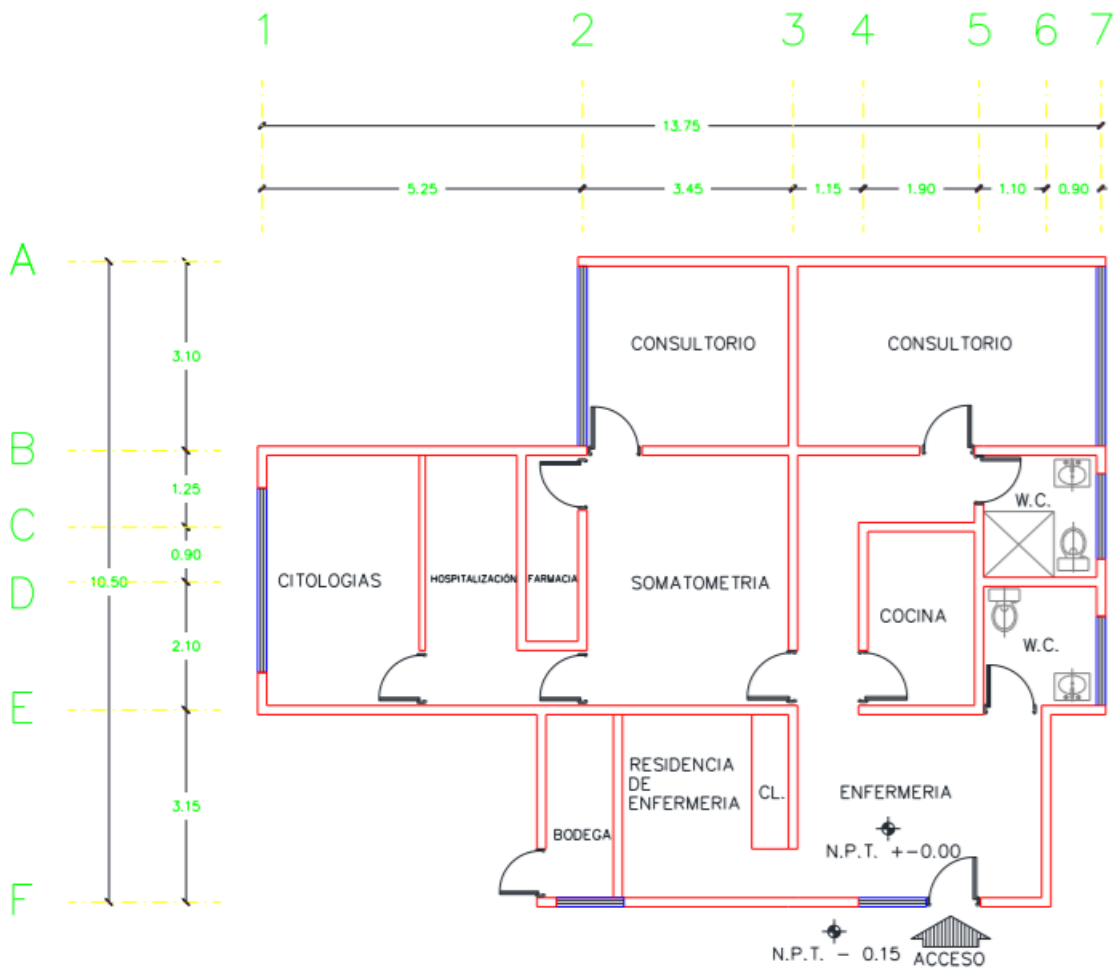 1 2 3 4 5 6 7
13.75
5.25 3.45 1.15 1.90 1.10 0.90
A
3.10
CONSULTORIO CONSULTORIO
B
1.25
W.C.
C
0.90
10.50
CITOLOGIAS HOSPITALIZACIÓN FARMACIA SOMATOMETRIA
D
COCINA
2.10
W.C.
E
RESIDENCIA
DE
ENFERMERIA
CL.
ENFERMERIA
3.15
BODEGA
N.P.T. +-0.00
F
N.P.T. - 0.15
ACCESO